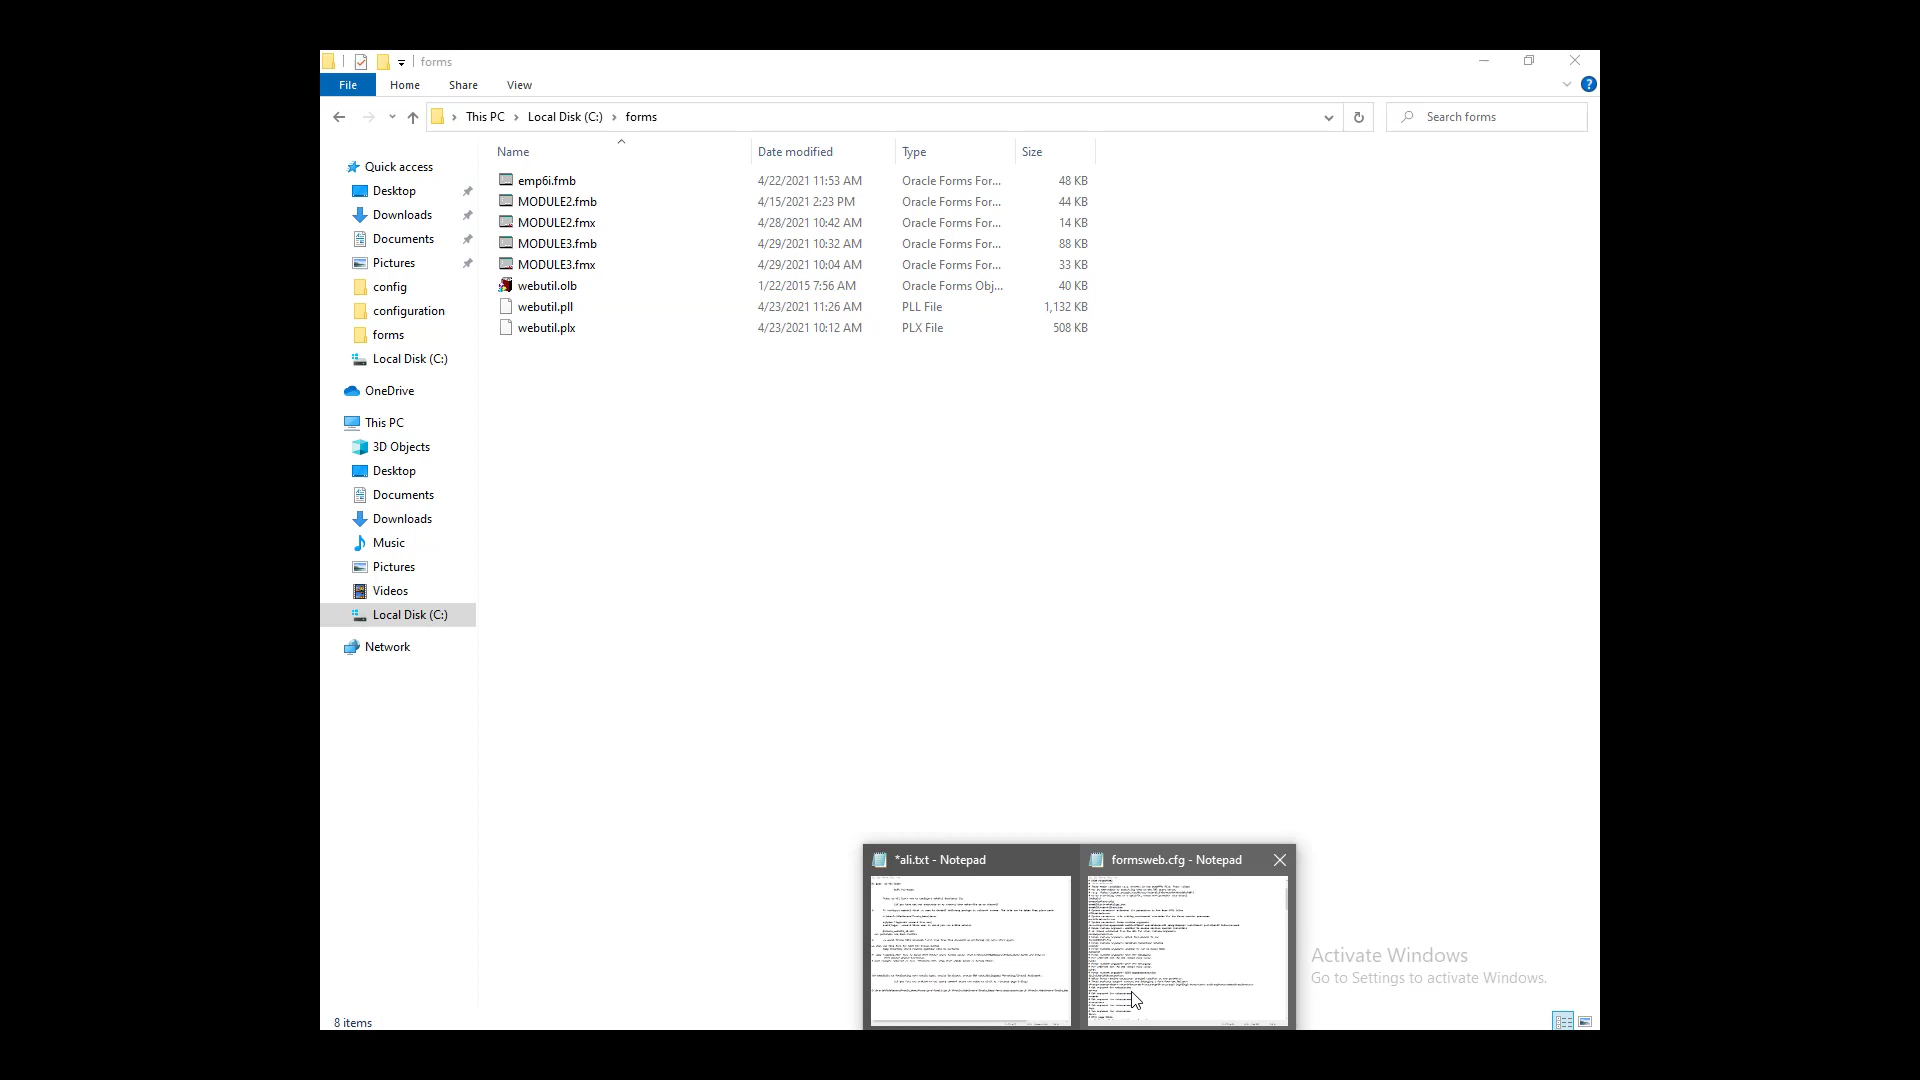 forms
File Home Share View
This PC Local Disk (C:) forms
Search forms
Name Date modified Type Size
emp6i.fmb 4/22/2021 11:53 AM Oracle Forms For... 48 KB
MODULE2.fmb 4/15/2021 2:23 PM Oracle Forms For... 44 KB
MODULE2.fmx 4/28/2021 10:42 AM Oracle Forms For... 14 KB
MODULE3.fmb 4/29/2021 10:32 AM Oracle Forms For... 88 KB
MODULE3.fmx 4/29/2021 10:04 AM Oracle Forms For... 33 KB
webutil.olb 1/22/2015 7:56 AM Oracle Forms Obj... 40 KB
webutil.pll 4/23/2021 11:26 AM PLL File 1,132 KB
webutil.plx 4/23/2021 10:12 AM PLX File 508 KB
Quick access
Desktop
Downloads
Documents
Pictures
config
configuration
forms
Local Disk (C:)
OneDrive
This PC
3D Objects
Desktop
Documents
Downloads
Music
Pictures
Videos
Local Disk (C:)
Network
*ali.txt - Notepad
formsweb.cfg - Notepad
Activate Windows
Go to Settings to activate Windows.
8 items